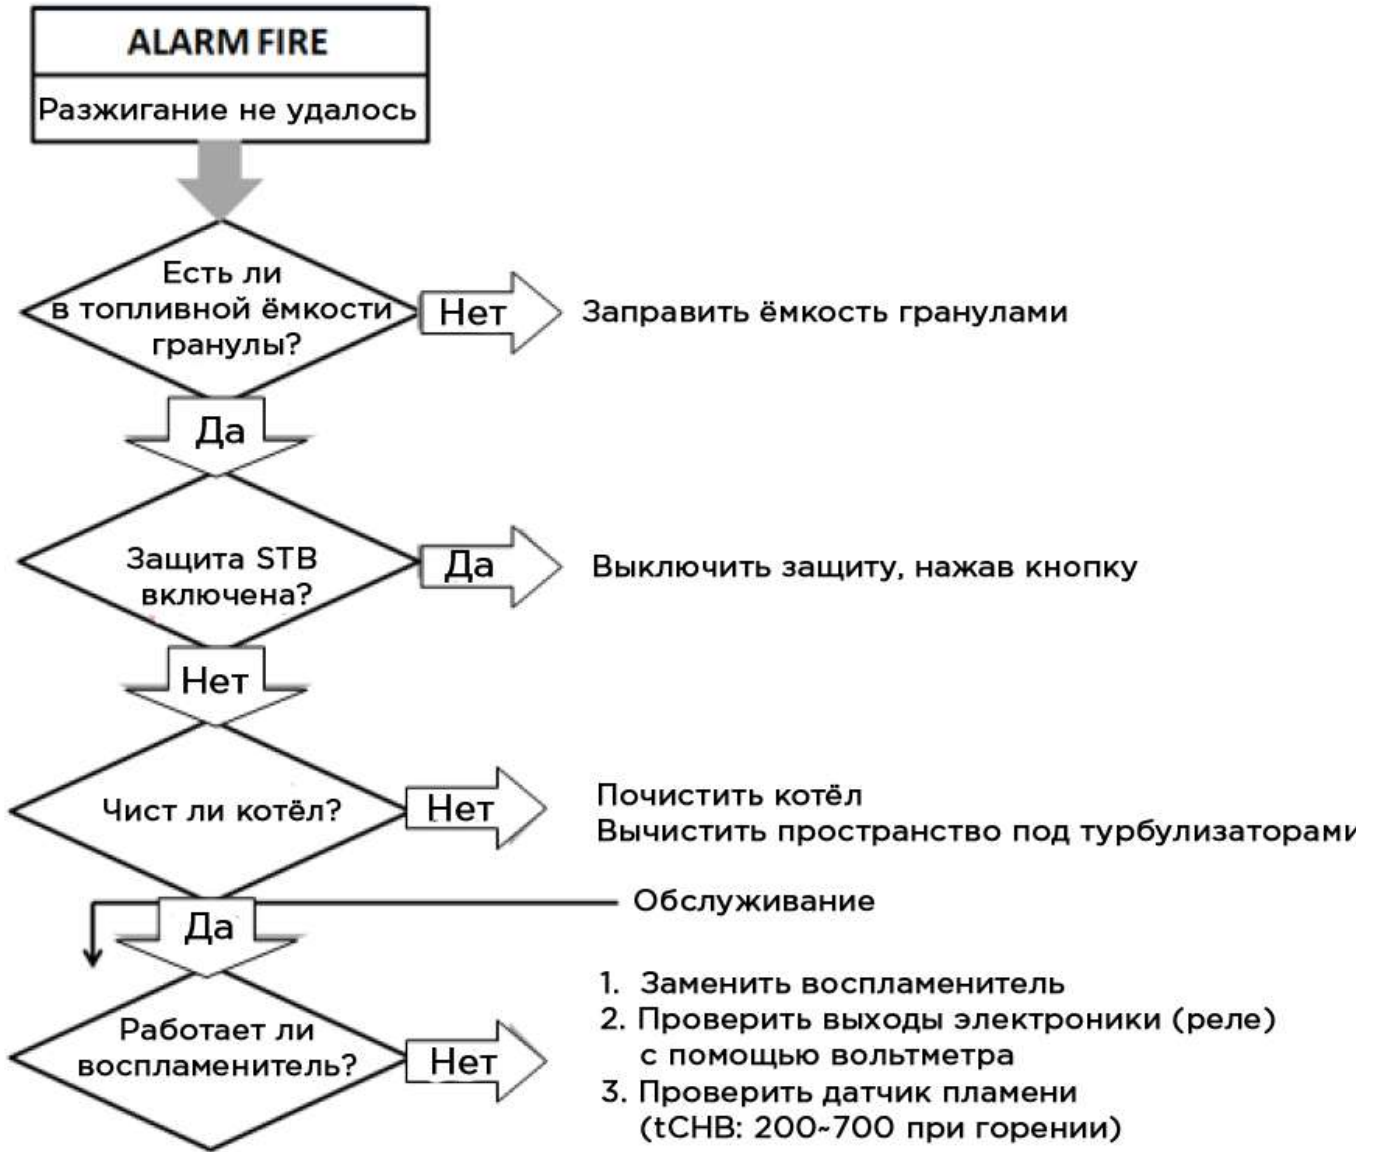 ALARM FIRE
Разжигание не удалось
Есть ли
в топливной ёмкости
гранулы?
Нет
Заправить ёмкость гранулами
Да
Защита STB
включена?
Да
Выключить защиту, нажав кнопку
Нет
Чист ли котёл?
Нет
Почистить котёл
Вычистить пространство под турбулизаторами
Обслуживание
Да
Работает ли
воспламенитель?
Нет
1. Заменить воспламенитель
2. Проверить выходы электроники (реле)
с помощью вольтметра
3. Проверить датчик пламени
(tCHB: 200~700 при горении)